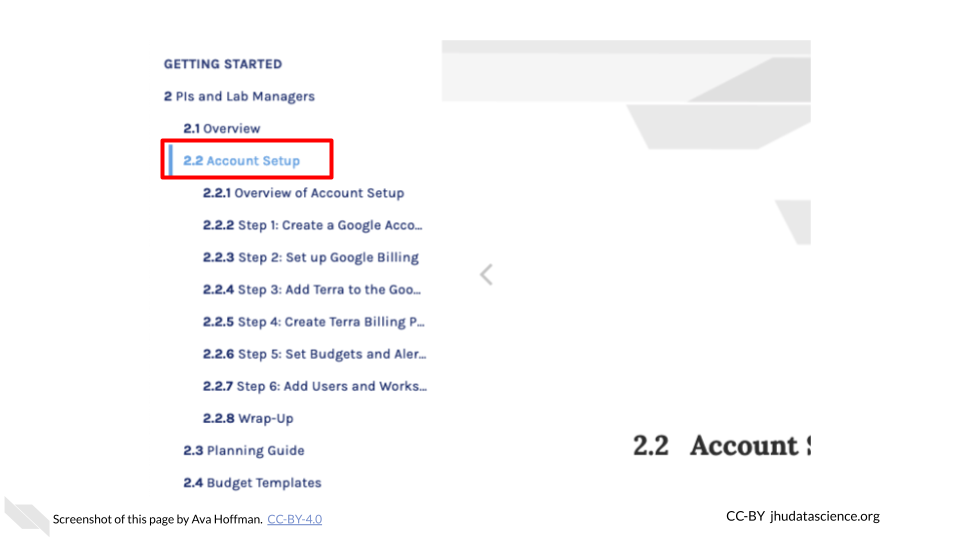 GETTING STARTED
2 PIs and Lab Managers
2.1 Overview
2.2 Account Setup
2.2.1 Overview of Account Setup
2.2.2 Step 1: Create a Google Acco...
2.2.3 Step 2: Set up Google Billing
2.2.4 Step 3: Add Terra to the Goo...
2.2.5 Step 4: Create Terra Billing P...
2.2.6 Step 5: Set Budgets and Aler...
2.2.7 Step 6: Add Users and Works...
2.2.8 Wrap-Up
2.3 Planning Guide
2.4 Budget Templates
2.2 Account
Screenshot of this page by Ava Hoffman. CC-BY-4.0
CC-BY jhudatascience.org